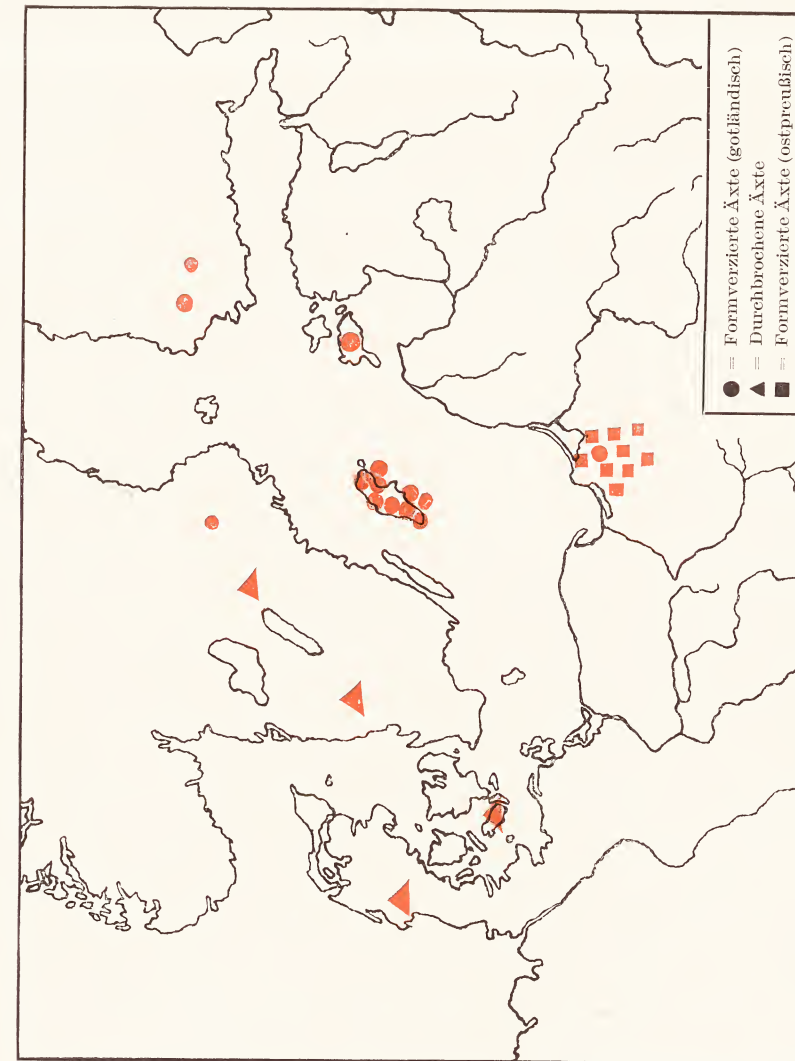 ● = Formverzierte Äxte (gotländisch)
▲ = Durchbrochene Äxte
■ = Formverzierte Äxte (ostpreußisch)